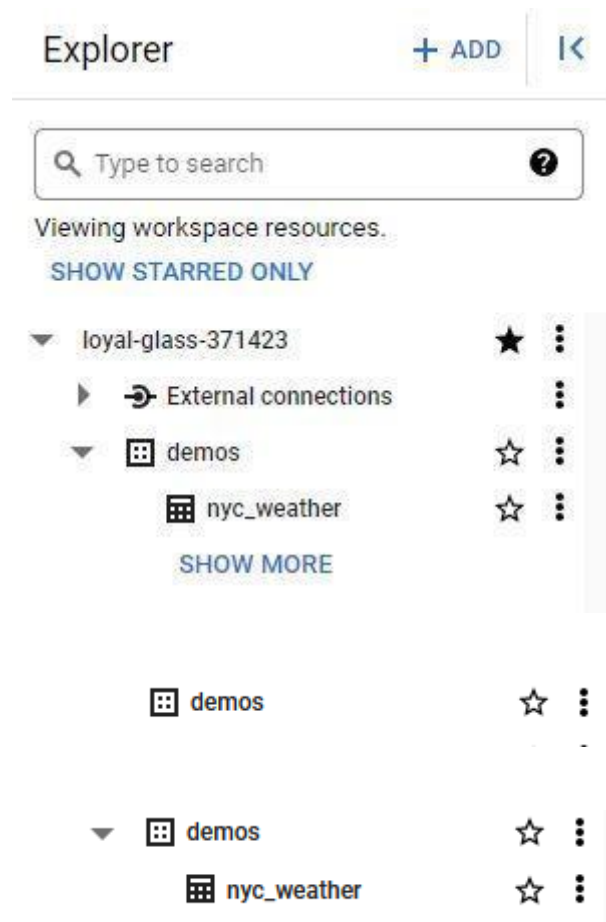 Explorer + ADD
Type to search
Viewing workspace resources.
SHOW STARRED ONLY
loyal-glass-371423
External connections
demos
nyc_weather
SHOW MORE
demos
demos
nyc_weather